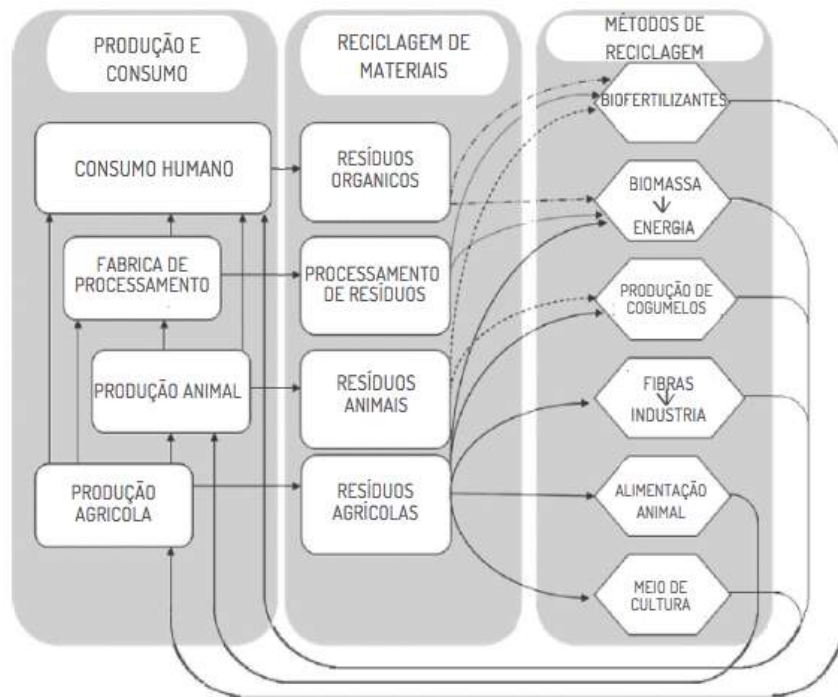 PRODUÇÃO E
CONSUMO
RECICLAGEM DE
MATERIAIS
MÉTODOS DE
RECICLAGEM
CONSUMO HUMANO
FABRICA DE
PROCESSAMENTO
PRODUÇÃO ANIMAL
PRODUÇÃO
AGRICOLA
RESÍDUOS
ORGANICOS
PROCESSAMENTO
DE RESÍDUOS
RESÍDUOS
ANIMAIS
RESÍDUOS
AGRÍCOLAS
BIOFERTILIZANTES
BIOMASSA
ENERGIA
PRODUÇÃO DE
COGUMELOS
FIBRAS
INDUSTRIA
ALIMENTAÇÃO
ANIMAL
MEIO DE
CULTURA